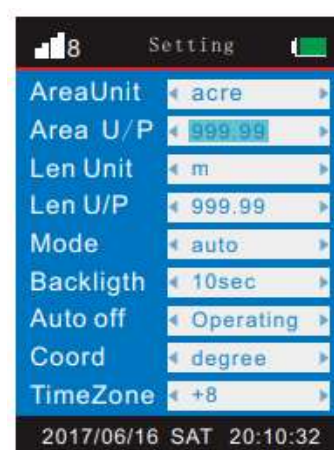 8 Setting
AreaUnit acre
Area U/P 999.99
Len Unit m
Len U/P 999.99
Mode auto
Backligth 10sec
Auto off Operating
Coord degree
TimeZone +8
2017/06/16 SAT 20:10:32